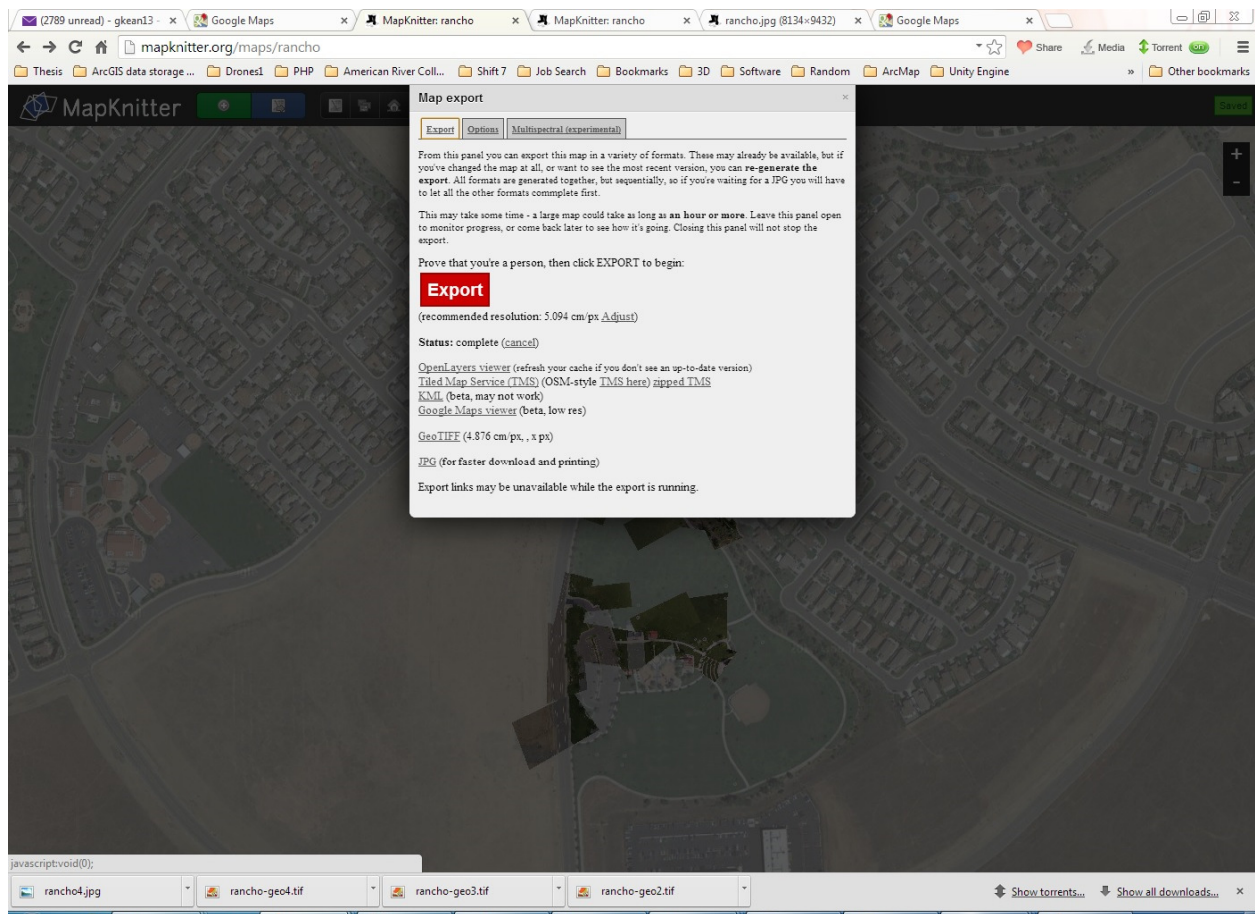 (2789 unread) - gkean13 - Google Maps MapKnitter: rancho MapKnitter: rancho rancho.jpg (8134×9432) Google Maps
mapknitter.org/maps/rancho Share Media Torrent on
Thesis ArcGIS data storage ... Drones1 PHP American River Coll... Shift 7 Job Search Bookmarks 3D Software Random ArcMap Unity Engine » Other bookmarks
MapKnitter Saved
Map export ×
Export Options Multispectral (experimental)
From this panel you can export this map in a variety of formats. These may already be available, but if
you've changed the map at all, or want to see the most recent version, you can re-generate the
export. All formats are generated together, but sequentially, so if you're waiting for a JPG you will have
to let all the other formats commplete first.
This may take some time - a large map could take as long as an hour or more. Leave this panel open
to monitor progress, or come back later to see how it's going. Closing this panel will not stop the
export.
Prove that you're a person, then click EXPORT to begin:
Export
(recommended resolution: 5.094 cm/px Adjust)
Status: complete (cancel)
OpenLayers viewer (refresh your cache if you don't see an up-to-date version)
Tiled Map Service (TMS) (OSM-style TMS here) zipped TMS
KML (beta, may not work)
Google Maps viewer (beta, low res)
GeoTIFF (4.876 cm/px, , x px)
JPG (for faster download and printing)
Export links may be unavailable while the export is running.
+
-
javascript:void(0);
rancho4.jpg rancho-geo4.tif rancho-geo3.tif rancho-geo2.tif Show torrents... Show all downloads... ×